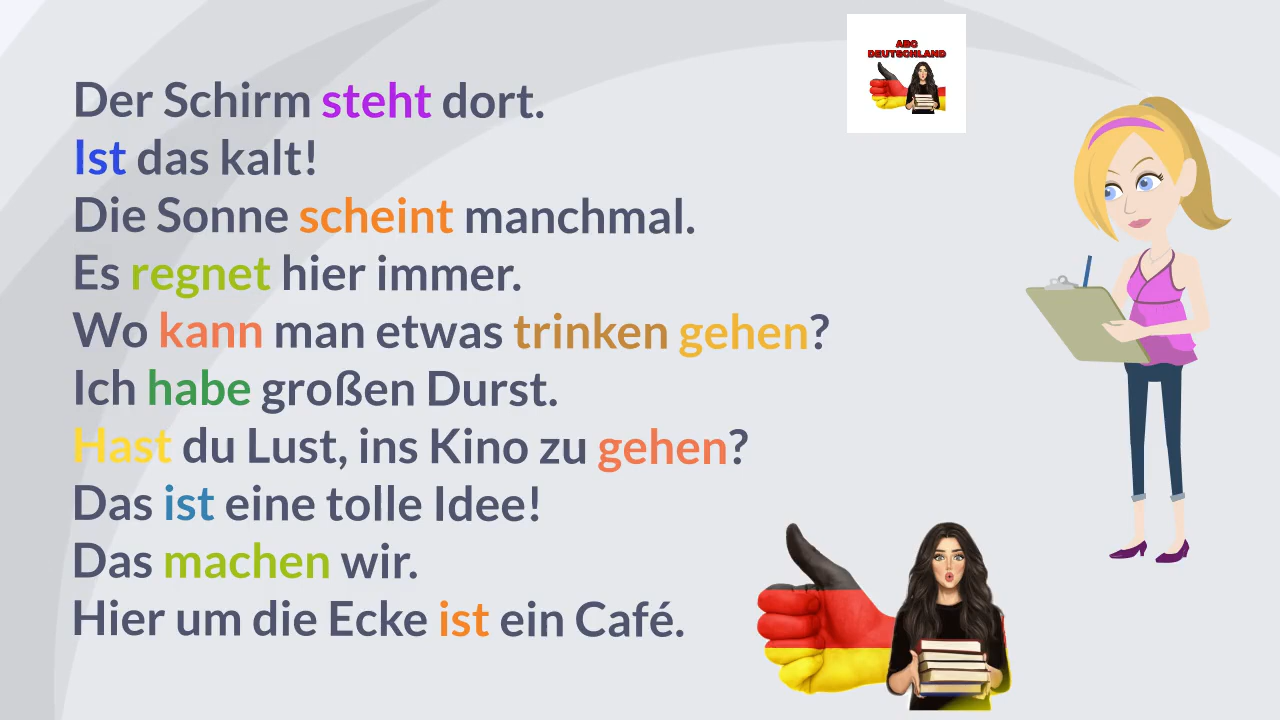 ABC
DEUTSCHLAND
Der Schirm steht dort.
Ist das kalt!
Die Sonne scheint manchmal.
Es regnet hier immer.
Wo kann man etwas trinken gehen?
Ich habe großen Durst.
Hast du Lust, ins Kino zu gehen?
Das ist eine tolle Idee!
Das machen wir.
Hier um die Ecke ist ein Café.